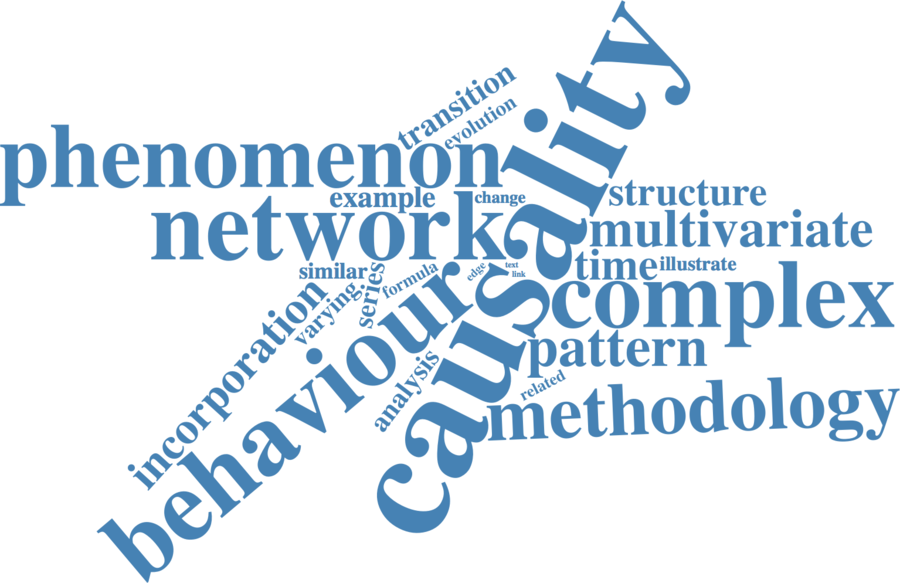 transition
evolution
causality
phenomenon
example
change
structure
network
multivariate
similar
series
formula
edge
text
link
time
illustrate
varying
complex
incorporation
behaviour
pattern
analysis
related
methodology